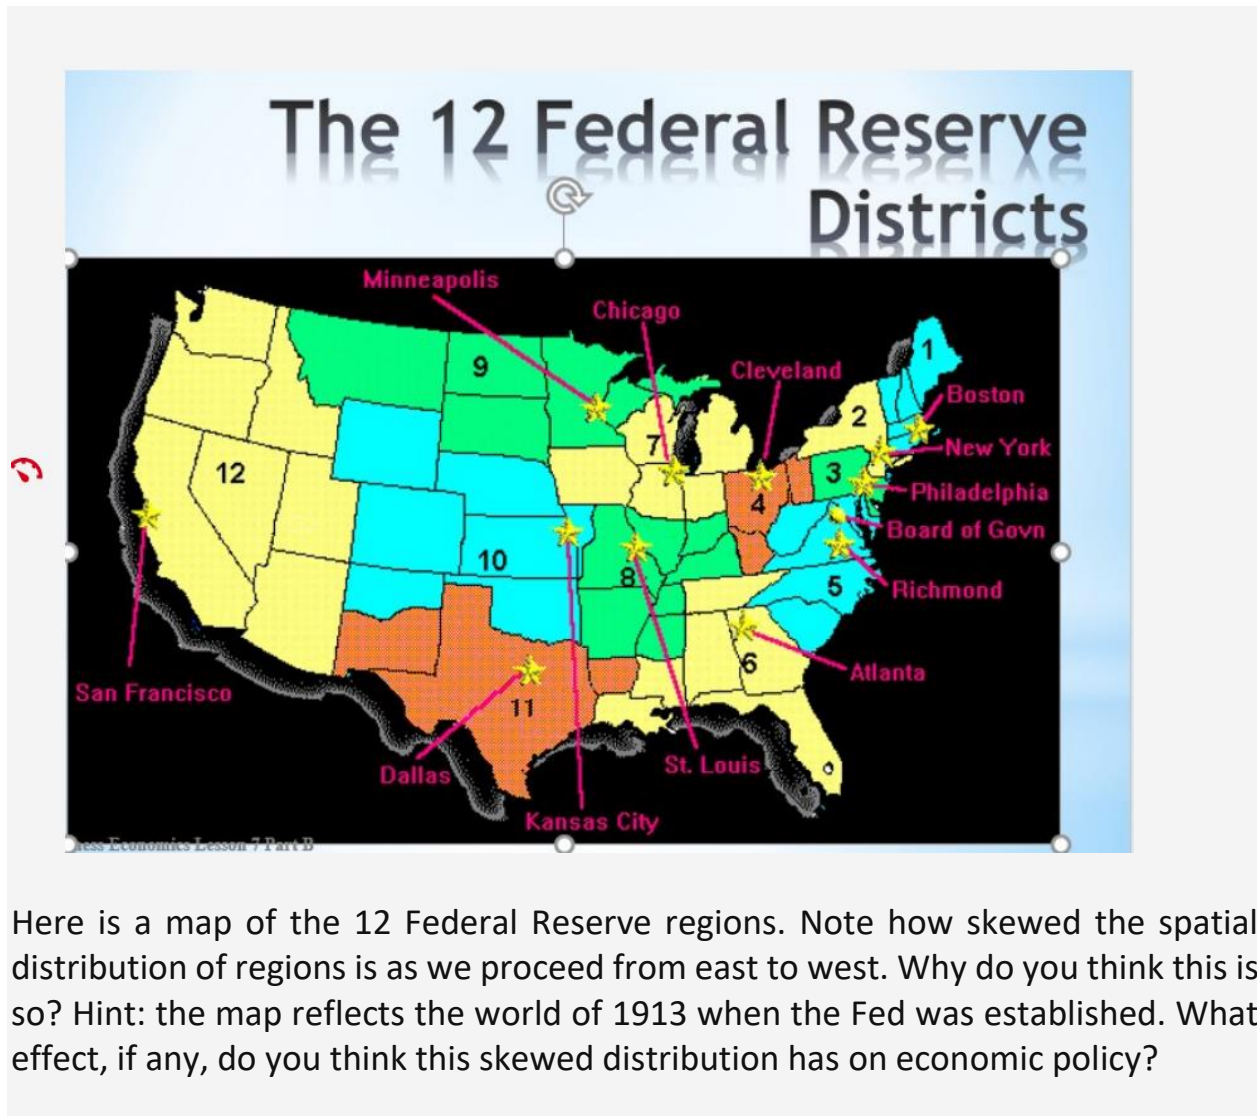 The 12 Federal Reserve
Districts
Minneapolis
Chicago
Cleveland
1
9
Boston
2
7
New York
12
3
Philadelphia
4
Board of Govn
10
8
5
Richmond
6
Atlanta
San Francisco
11
Dallas
St. Louis
Kansas City
Economics Lesson 7 Part B
Here is a map of the 12 Federal Reserve regions. Note how skewed the spatial
distribution of regions is as we proceed from east to west. Why do you think this is
so? Hint: the map reflects the world of 1913 when the Fed was established. What
effect, if any, do you think this skewed distribution has on economic policy?